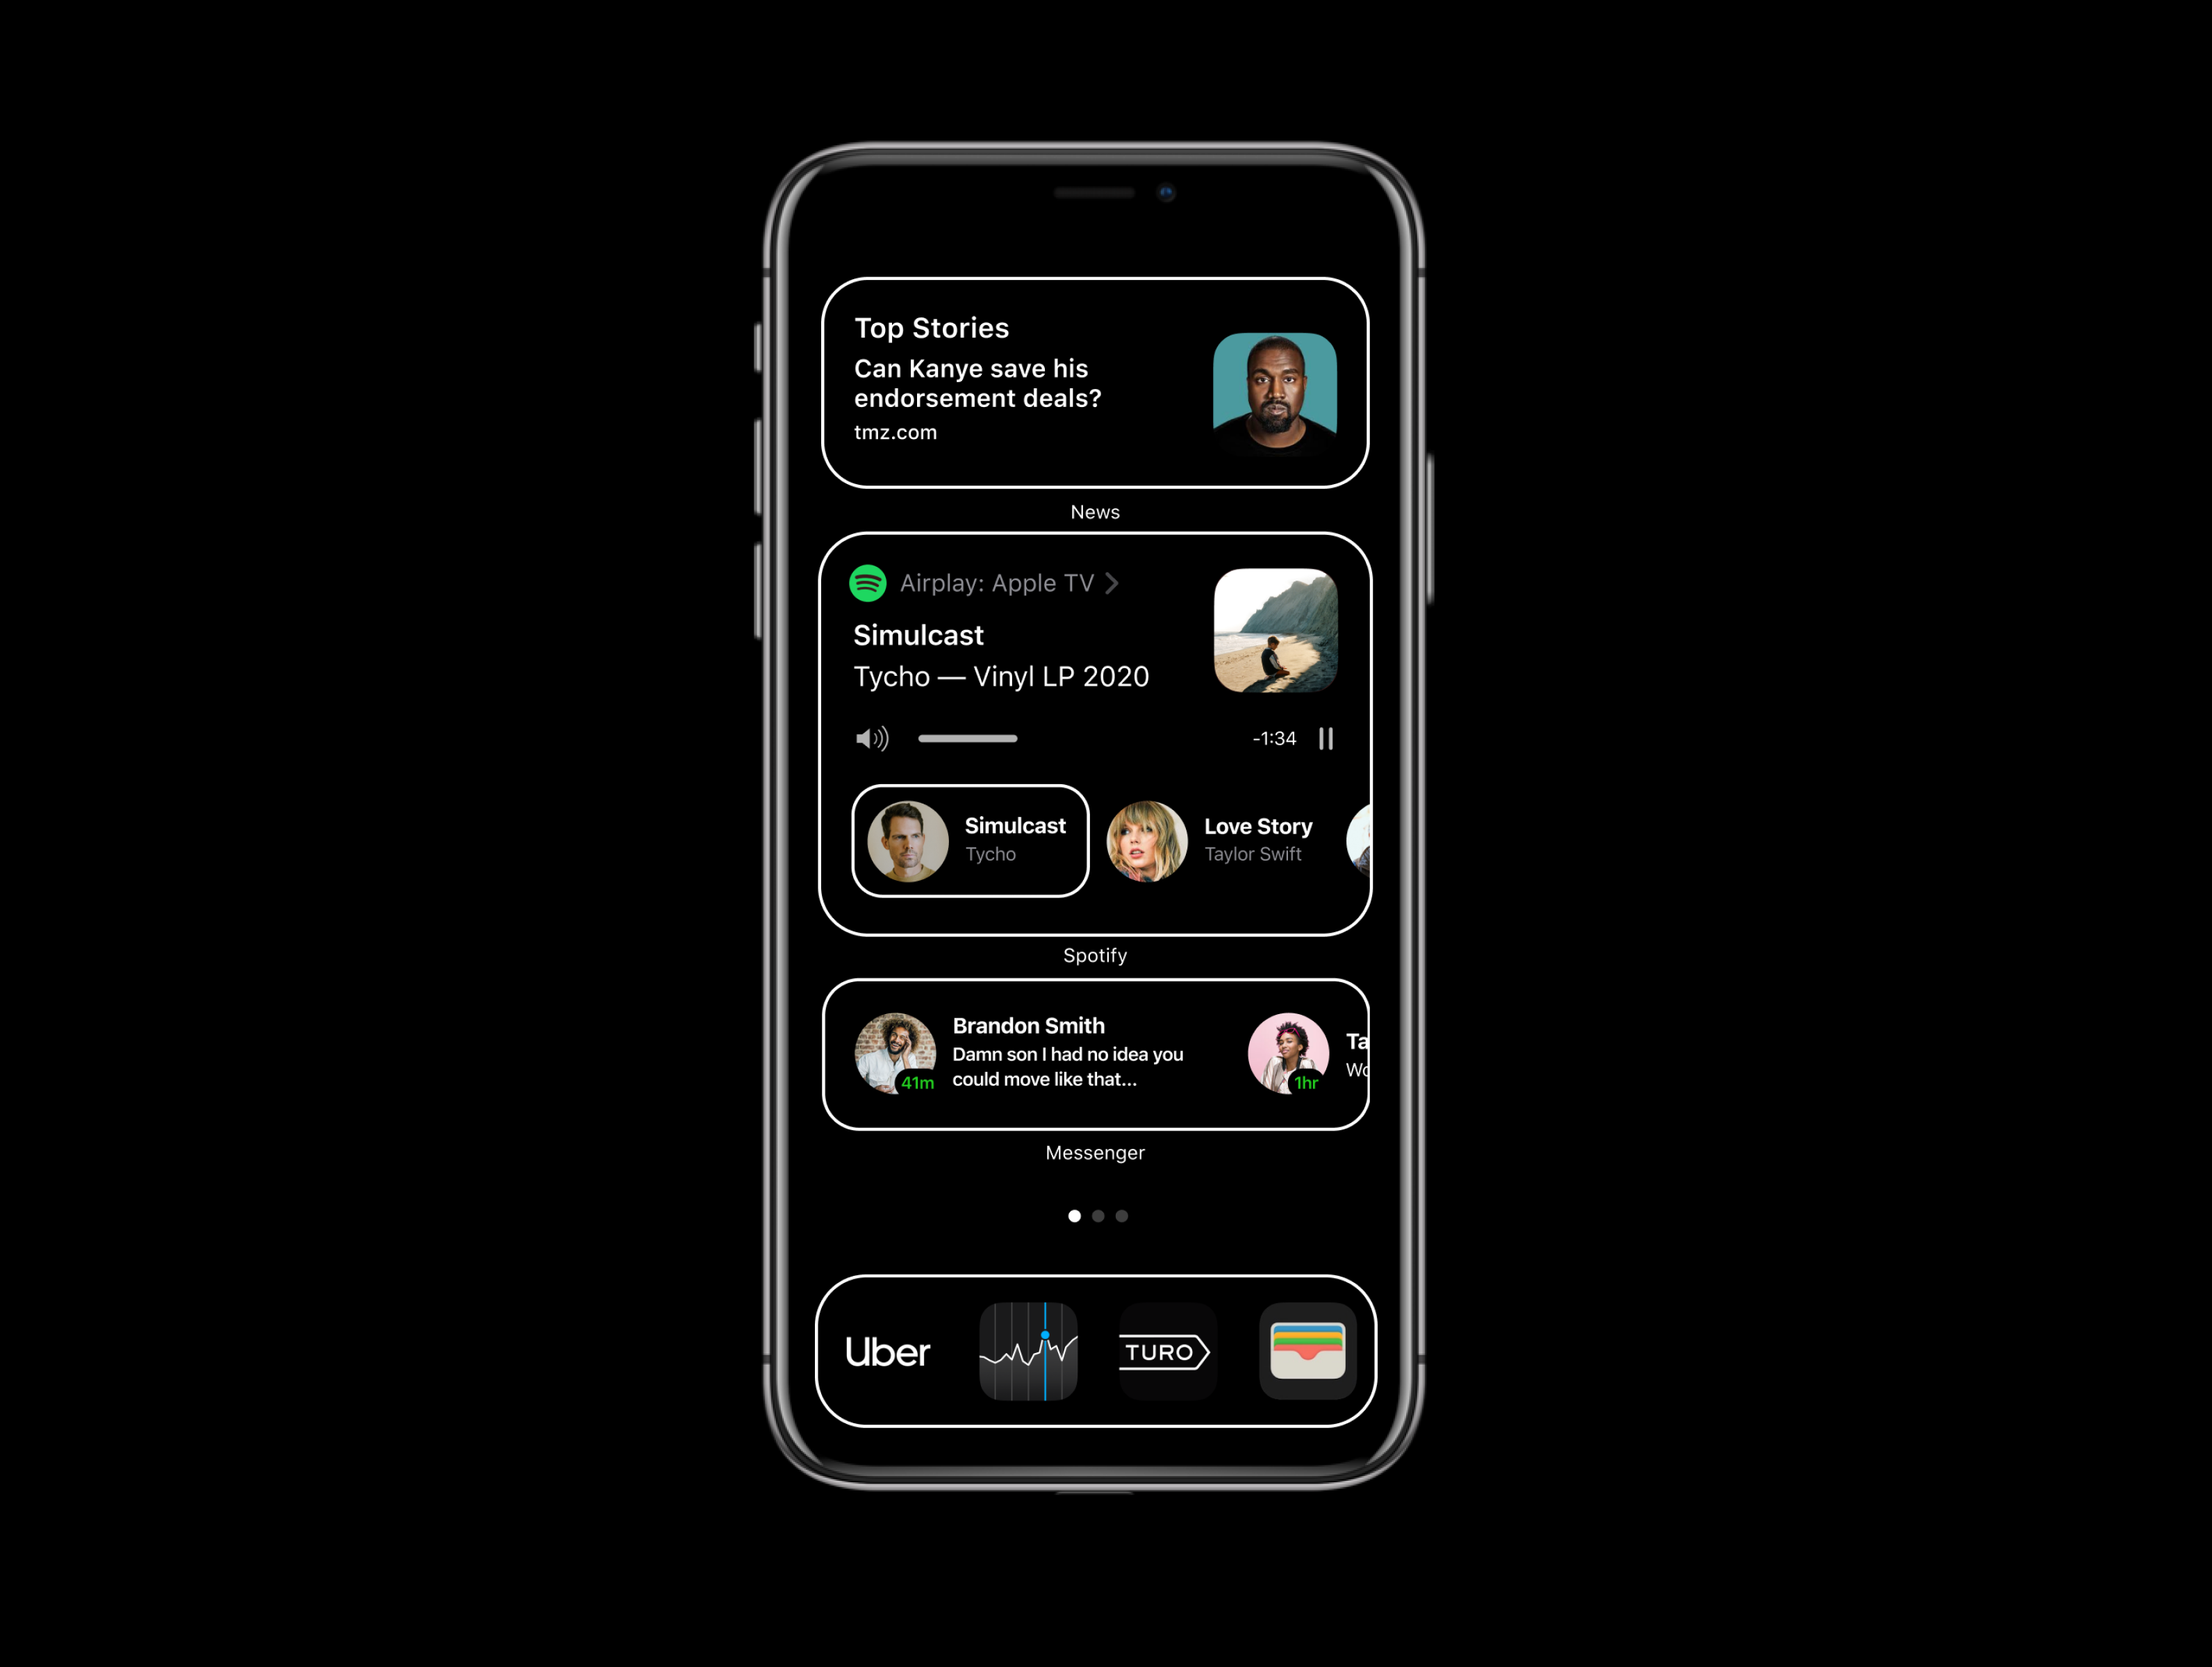 Top Stories
Can Kanye save his
endorsement deals?
tmz.com
News
Airplay: Apple TV
Simulcast
Tycho — Vinyl LP 2020
-1:34
Simulcast
Tycho
Love Story
Taylor Swift
Spotify
Brandon Smith
Damn son I had no idea you
could move like that...
41m
1hr
Ta
Wo
Messenger
Uber
TURO